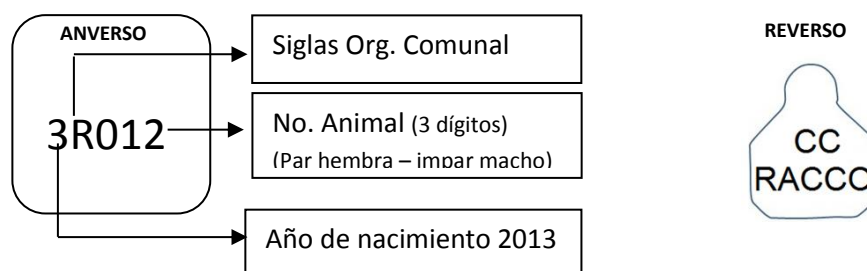 ANVERSO
3R012
Siglas Org. Comunal
No. Animal (3 dígitos)
(Par hembra – impar macho)
Año de nacimiento 2013
REVERSO
CC
RACCO